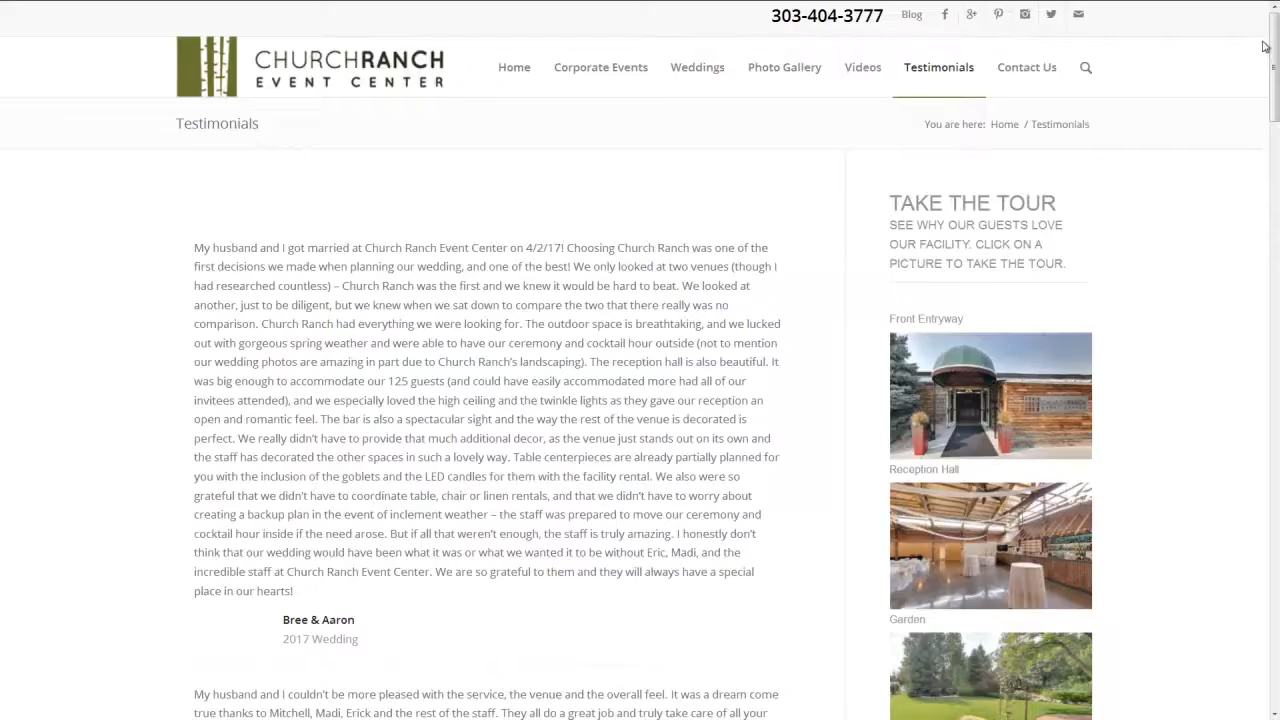 303-404-3777 Blog
CHURCHRANCH
EVENT CENTER
Home Corporate Events Weddings Photo Gallery Videos Testimonials Contact Us
Testimonials
You are here: Home / Testimonials
My husband and I got married at Church Ranch Event Center on 4/2/17! Choosing Church Ranch was one of the
first decisions we made when planning our wedding, and one of the best! We only looked at two venues (though I
had researched countless) – Church Ranch was the first and we knew it would be hard to beat. We looked at
another, just to be diligent, but we knew when we sat down to compare the two that there really was no
comparison. Church Ranch had everything we were looking for. The outdoor space is breathtaking, and we lucked
out with gorgeous spring weather and were able to have our ceremony and cocktail hour outside (not to mention
our wedding photos are amazing in part due to Church Ranch's landscaping). The reception hall is also beautiful. It
was big enough to accommodate our 125 guests (and could have easily accommodated more had all of our
invitees attended), and we especially loved the high ceiling and the twinkle lights as they gave our reception an
open and romantic feel. The bar is also a spectacular sight and the way the rest of the venue is decorated is
perfect. We really didn't have to provide that much additional decor, as the venue just stands out on its own and
the staff has decorated the other spaces in such a lovely way. Table centerpieces are already partially planned for
you with the inclusion of the goblets and the LED candles for them with the facility rental. We also were so
grateful that we didn't have to coordinate table, chair or linen rentals, and that we didn't have to worry about
creating a backup plan in the event of inclement weather – the staff was prepared to move our ceremony and
cocktail hour inside if the need arose. But if all that weren't enough, the staff is truly amazing. I honestly don't
think that our wedding would have been what it was or what we wanted it to be without Eric, Madi, and the
incredible staff at Church Ranch Event Center. We are so grateful to them and they will always have a special
place in our hearts!
Bree & Aaron
2017 Wedding
My husband and I couldn't be more pleased with the service, the venue and the overall feel. It was a dream come
true thanks to Mitchell, Madi, Erick and the rest of the staff. They all do a great job and truly take care of all your
TAKE THE TOUR
SEE WHY OUR GUESTS LOVE
OUR FACILITY. CLICK ON A
PICTURE TO TAKE THE TOUR.
Front Entryway
Reception Hall
Garden